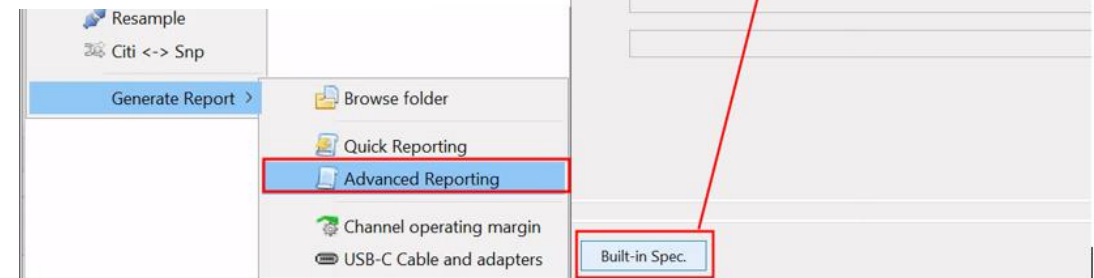 Resample
Citi <-> Snp
Generate Report >
Browse folder
Quick Reporting
Advanced Reporting
Channel operating margin
USB-C Cable and adapters
Built-in Spec.